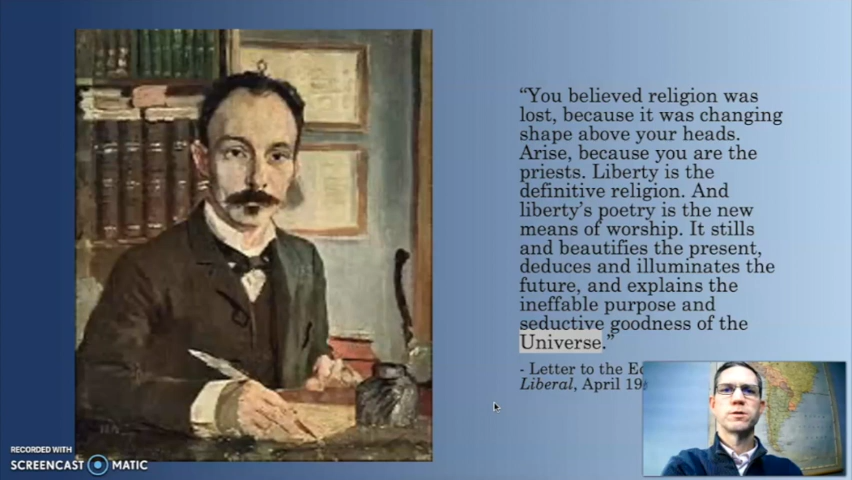 “You believed religion was
lost, because it was changing
shape above your heads.
Arise, because you are the
priests. Liberty is the
definitive religion. And
liberty’s poetry is the new
means of worship. It stills
and beautifies the present,
deduces and illuminates the
future, and explains the
ineffable purpose and
seductive goodness of the
Universe.”
- Letter to the
Liberal, April
RECORDED WITH
SCREENCAST MATIC